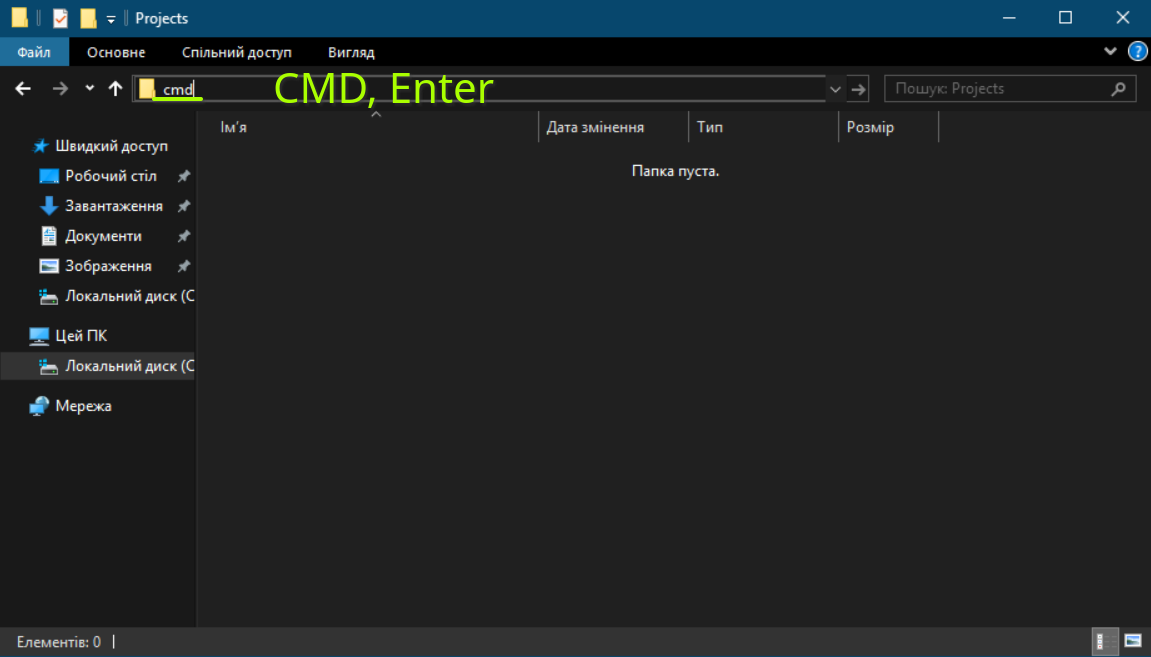 Projects
Файл Основне Спільний доступ Вигляд
cmd CMD, Enter Пошук: Projects
Ім'я Дата змінення Тип Розмір
Папка пуста.
Швидкий доступ
Робочий стіл
Завантаження
Документи
Зображення
Локальний диск (C
Цей ПК
Локальний диск (C
Мережа
Елементів: 0